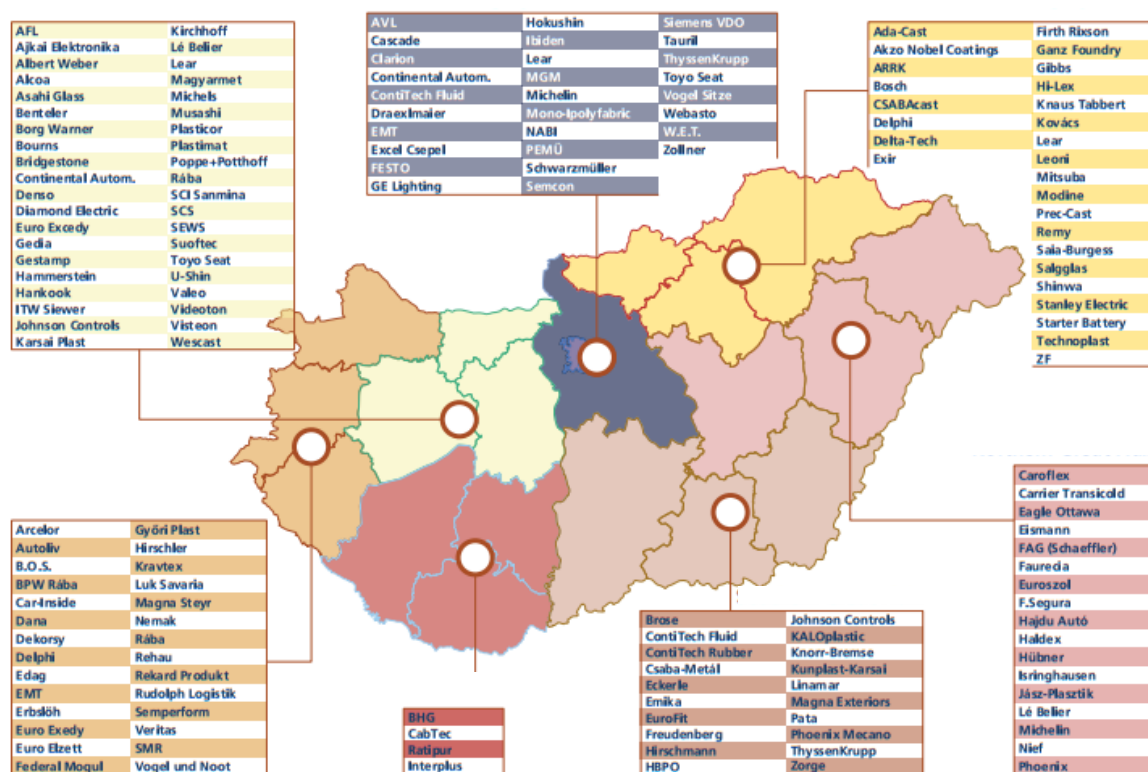 AFL Kirchhoff
Ajkai Elektronika Lé Belier
Albert Weber Lear
Alcoa Magyarmet
Asahi Glass Michels
Benteler Musashi
Borg Warner Plasticor
Bourns Plastimat
Bridgestone Poppe+Potthoff
Continental Autom. Rába
Denso SCI Sanmina
Diamond Electric SCS
Euro Excedy SEWS
Gedia Suoftec
Gestamp Toyo Seat
Hammerstein U-Shin
Hankook Valeo
ITW Siewer Videoton
Johnson Controls Visteon
Karsai Plast Wescast
AVL Hokushin Siemens VDO
Cascade Ibiden Tauril
Clarion Lear ThyssenKrupp
Continental Autom. MGM Toyo Seat
ContiTech Fluid Michelin Vogel Sitze
Draexlmaier Mono-Ipolyfabric Webasto
EMT NABI W.E.T.
Excel Csepel PEMÜ Zollner
FESTO Schwarzmüller
GE Lighting Semcon
Ada-Cast Firth Rixson
Akzo Nobel Coatings Ganz Foundry
ARRK Gibbs
Bosch Hi-Lex
CSABAcast Knaus Tabbert
Delphi Kovács
Delta-Tech Lear
Exir Leoni
Mitsuba
Modine
Prec-Cast
Remy
Saia-Burgess
Salgglas
Shinwa
Stanley Electric
Starter Battery
Technoplast
ZF
Arcelor Győri Plast
Autoliv Hirschler
B.O.S. Kravtex
BPW Rába Luk Savaria
Car-Inside Magna Steyr
Dana Nemak
Dekorsy Rába
Delphi Rehau
Edag Rekard Produkt
EMT Rudolph Logistik
Erbslöh Semperform
Euro Exedy Veritas
Euro Elzett SMR
Federal Mogul Vogel und Noot
BHG
CabTec
Ratipur
Interplus
Brose Johnson Controls
ContiTech Fluid KALOplastic
ContiTech Rubber Knorr-Bremse
Csaba-Metál Kunplast-Karsai
Eckerle Linamar
Emika Magna Exteriors
EuroFit Pata
Freudenberg Phoenix Mecano
Hirschmann ThyssenKrupp
HBPO Zorge
Caroflex
Carrier Transicold
Eagle Ottawa
Eismann
FAG (Schaeffler)
Faurecia
Euroszol
F.Segura
Hajdu Autó
Haldex
Hübner
Isringhausen
Jász-Plasztik
Lé Belier
Michelin
Nief
Phoenix